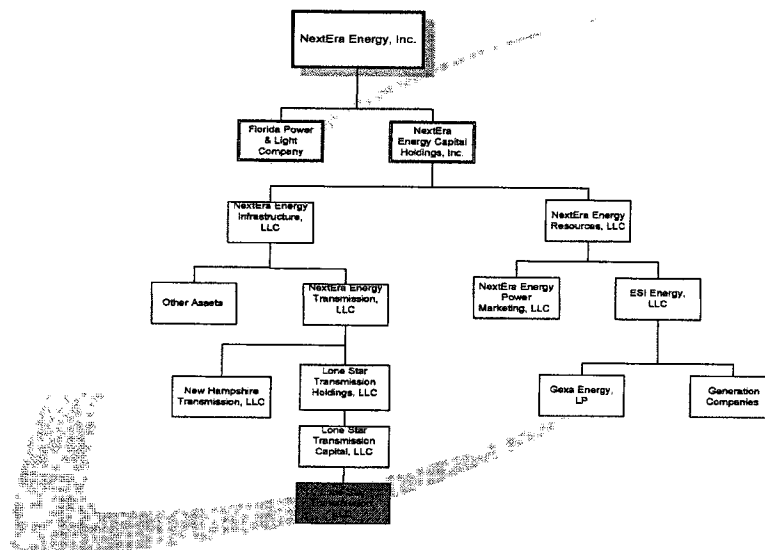 NextEra Energy, Inc.
Florida Power
& Light
Company
NextEra
Energy Capital
Holdings, Inc.
NextEra Energy
Infrastructure,
LLC
NextEra Energy
Resources, LLC
Other Assets
NextEra Energy
Transmission,
LLC
NextEra Energy
Power
Marketing, LLC
ESI Energy,
LLC
New Hampshire
Transmission, LLC
Lone Star
Transmission
Holdings, LLC
Gexa Energy,
LP
Generation
Companies
Lone Star
Transmission
Capital, LLC